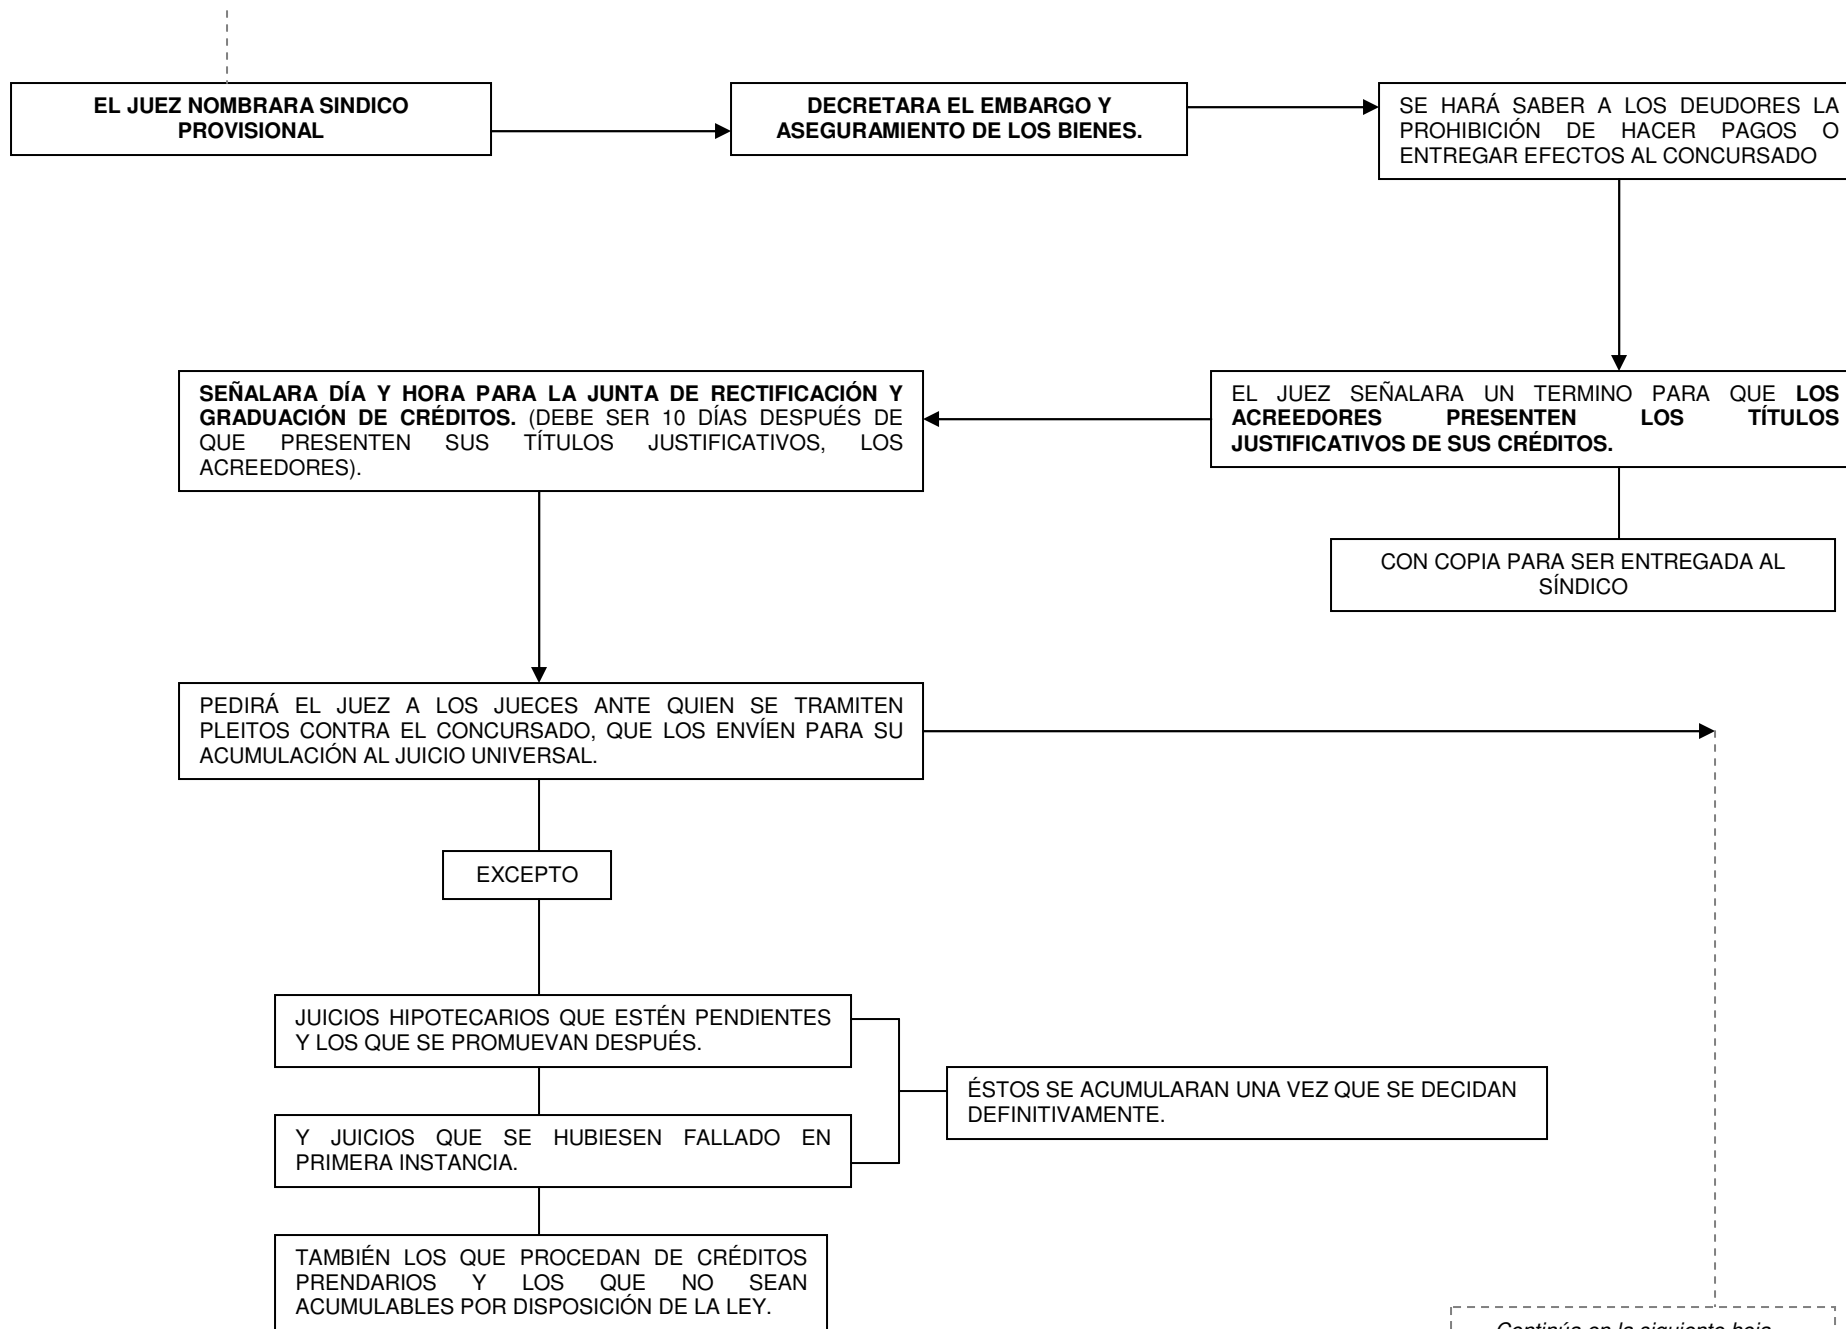 EL JUEZ NOMBRARA SINDICO
PROVISIONAL
DECRETARA EL EMBARGO Y
ASEGURAMIENTO DE LOS BIENES.
SE HARÁ SABER A LOS DEUDORES LA
PROHIBICIÓN DE HACER PAGOS O
ENTREGAR EFECTOS AL CONCURSADO
SEÑALARA DÍA Y HORA PARA LA JUNTA DE RECTIFICACIÓN Y
GRADUACIÓN DE CRÉDITOS. (DEBE SER 10 DÍAS DESPUÉS DE
QUE PRESENTEN SUS TÍTULOS JUSTIFICATIVOS, LOS
ACREEDORES).
EL JUEZ SEÑALARA UN TERMINO PARA QUE LOS
ACREEDORES PRESENTEN LOS TÍTULOS
JUSTIFICATIVOS DE SUS CRÉDITOS.
CON COPIA PARA SER ENTREGADA AL
SÍNDICO
PEDIRÁ EL JUEZ A LOS JUECES ANTE QUIEN SE TRAMITEN
PLEITOS CONTRA EL CONCURSADO, QUE LOS ENVÍEN PARA SU
ACUMULACIÓN AL JUICIO UNIVERSAL.
EXCEPTO
JUICIOS HIPOTECARIOS QUE ESTÉN PENDIENTES
Y LOS QUE SE PROMUEVAN DESPUÉS.
ÉSTOS SE ACUMULARAN UNA VEZ QUE SE DECIDAN
DEFINITIVAMENTE.
Y JUICIOS QUE SE HUBIESEN FALLADO EN
PRIMERA INSTANCIA.
TAMBIÉN LOS QUE PROCEDAN DE CRÉDITOS
PRENDARIOS Y LOS QUE NO SEAN
ACUMULABLES POR DISPOSICIÓN DE LA LEY.
Continúa en la siguiente hoja